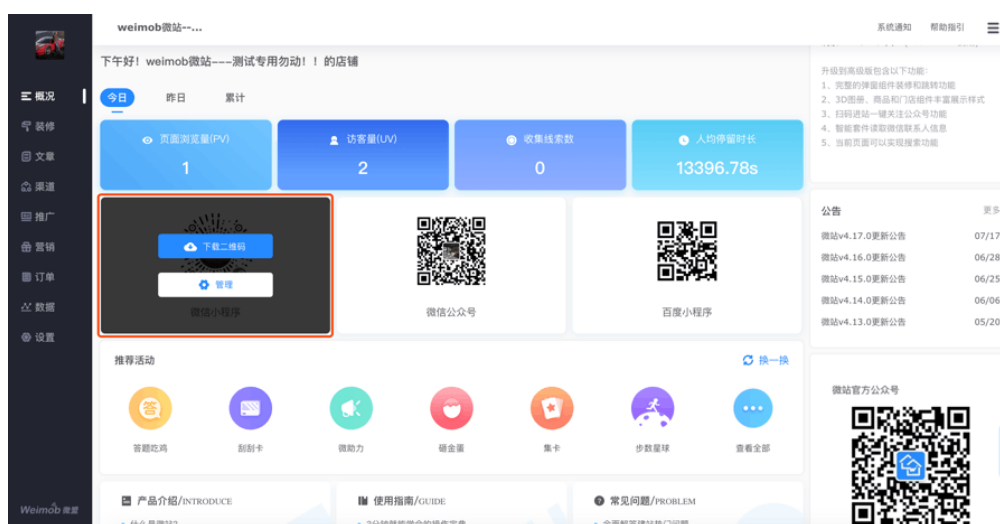 weimob微站--...
系统通知 帮助指引
下午好！weimob微站---测试专用勿动！！的店铺
今日 昨日 累计
概况
装修
文章
渠道
推广
营销
订单
数据
设置
Weimob 微盟
页面浏览量(PV)
1
访客量(UV)
2
收集线索数
0
人均停留时长
13396.78s
下载二维码
管理
微信小程序
微信公众号
百度小程序
推荐活动
换一换
答题吃鸡
刮刮卡
微助力
砸金蛋
集卡
步数星球
查看全部
产品介绍/INTRODUCE
使用指南/GUIDE
常见问题/PROBLEM
升级到高级版包含以下功能：
1、完整的弹窗组件装修和跳转功能
2、3D图册、商品和门店组件丰富展示样式
3、扫码进站一键关注公众号功能
4、智能套件读取微信联系人信息
5、当前页面可以实现搜索功能
公告 更多
微站v4.17.0更新公告 07/17
微站v4.16.0更新公告 06/28
微站v4.15.0更新公告 06/25
微站v4.14.0更新公告 06/06
微站v4.13.0更新公告 05/20
微站官方公众号